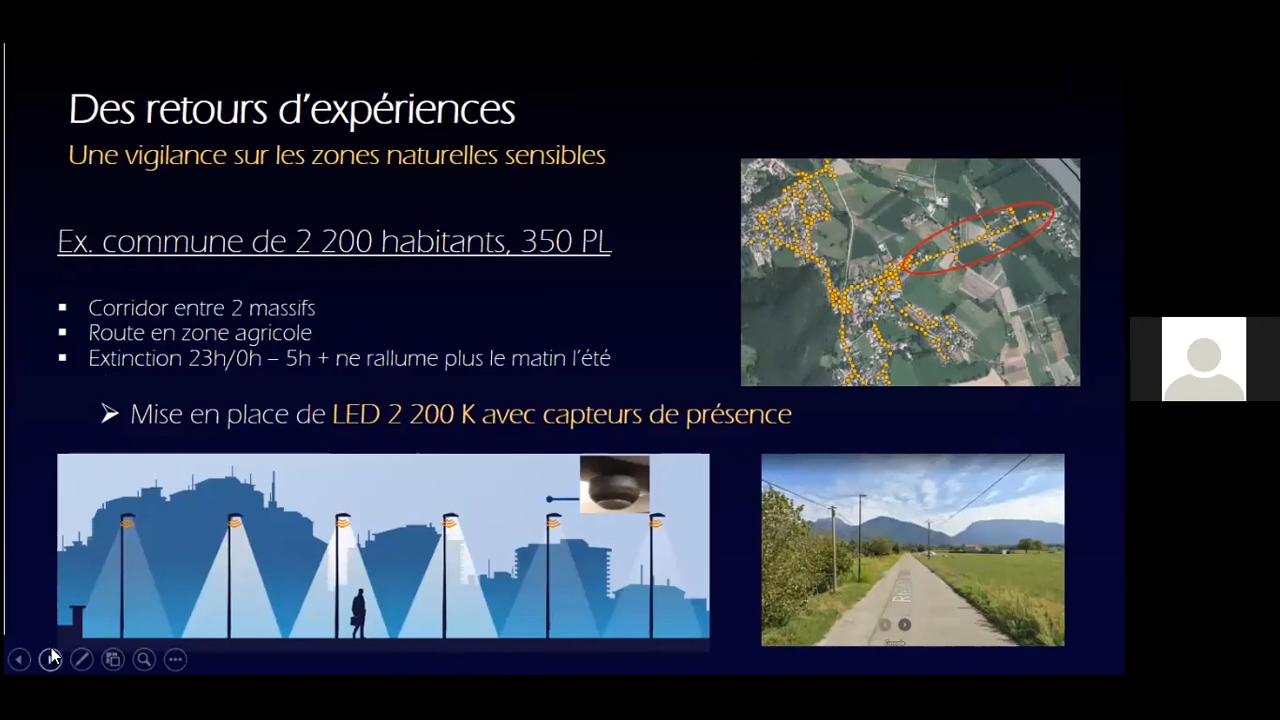 Des retours d'expériences
Une vigilance sur les zones naturelles sensibles
Ex. commune de 2 200 habitants, 350 PL
▪ Corridor entre 2 massifs
▪ Route en zone agricole
▪ Extinction 23h/0h – 5h + ne rallume plus le matin l'été
➢ Mise en place de LED 2 200 K avec capteurs de présence